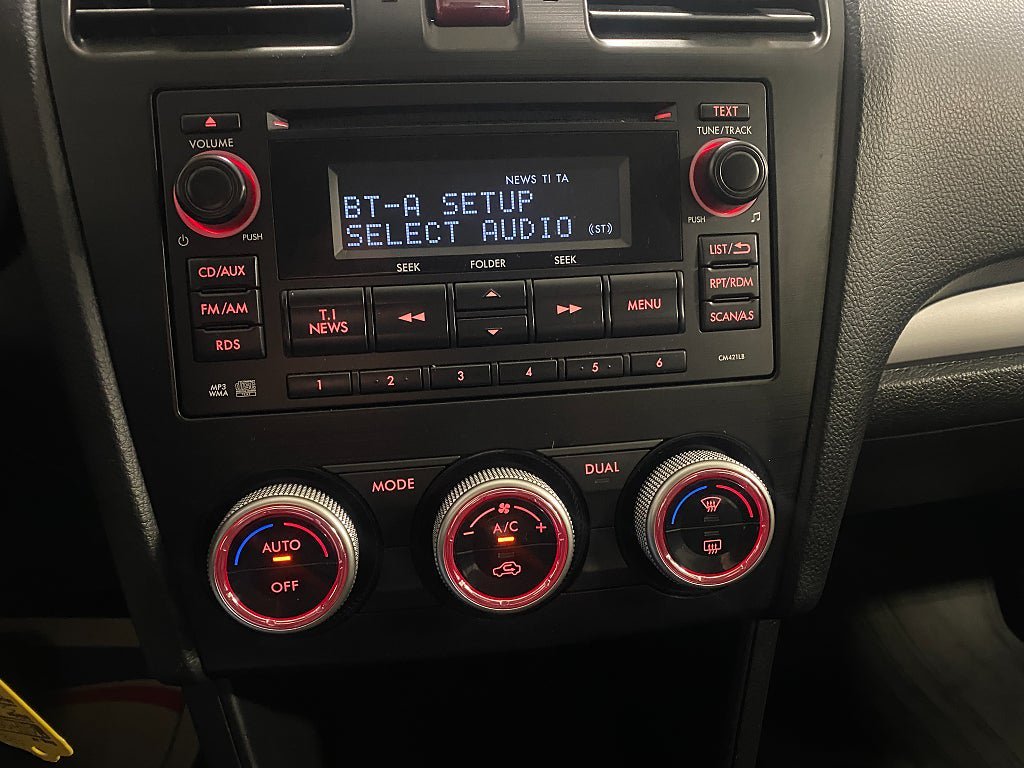 TEXT
VOLUME
TUNE/TRACK
NEWS TI TA
BT-A SETUP
SELECT AUDIO (ST)
PUSH
PUSH
SEEK
FOLDER
SEEK
CD/AUX
FM/AM
RDS
T.I
NEWS
MENU
LIST/
RPT/RDM
SCAN/AS
MP3
WMA
1
2
3
4
5
6
CM421LB
MODE
DUAL
AUTO
OFF
- A/C +